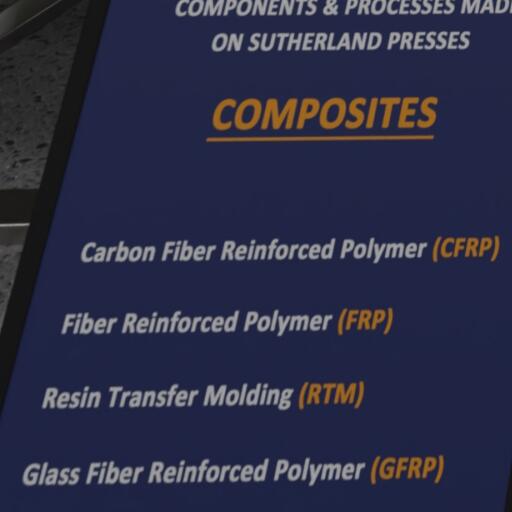 COMPONENTS & PROCESSES MADE
ON SUTHERLAND PRESSES
COMPOSITES
Carbon Fiber Reinforced Polymer (CFRP)
Fiber Reinforced Polymer (FRP)
Resin Transfer Molding (RTM)
Glass Fiber Reinforced Polymer (GFRP)